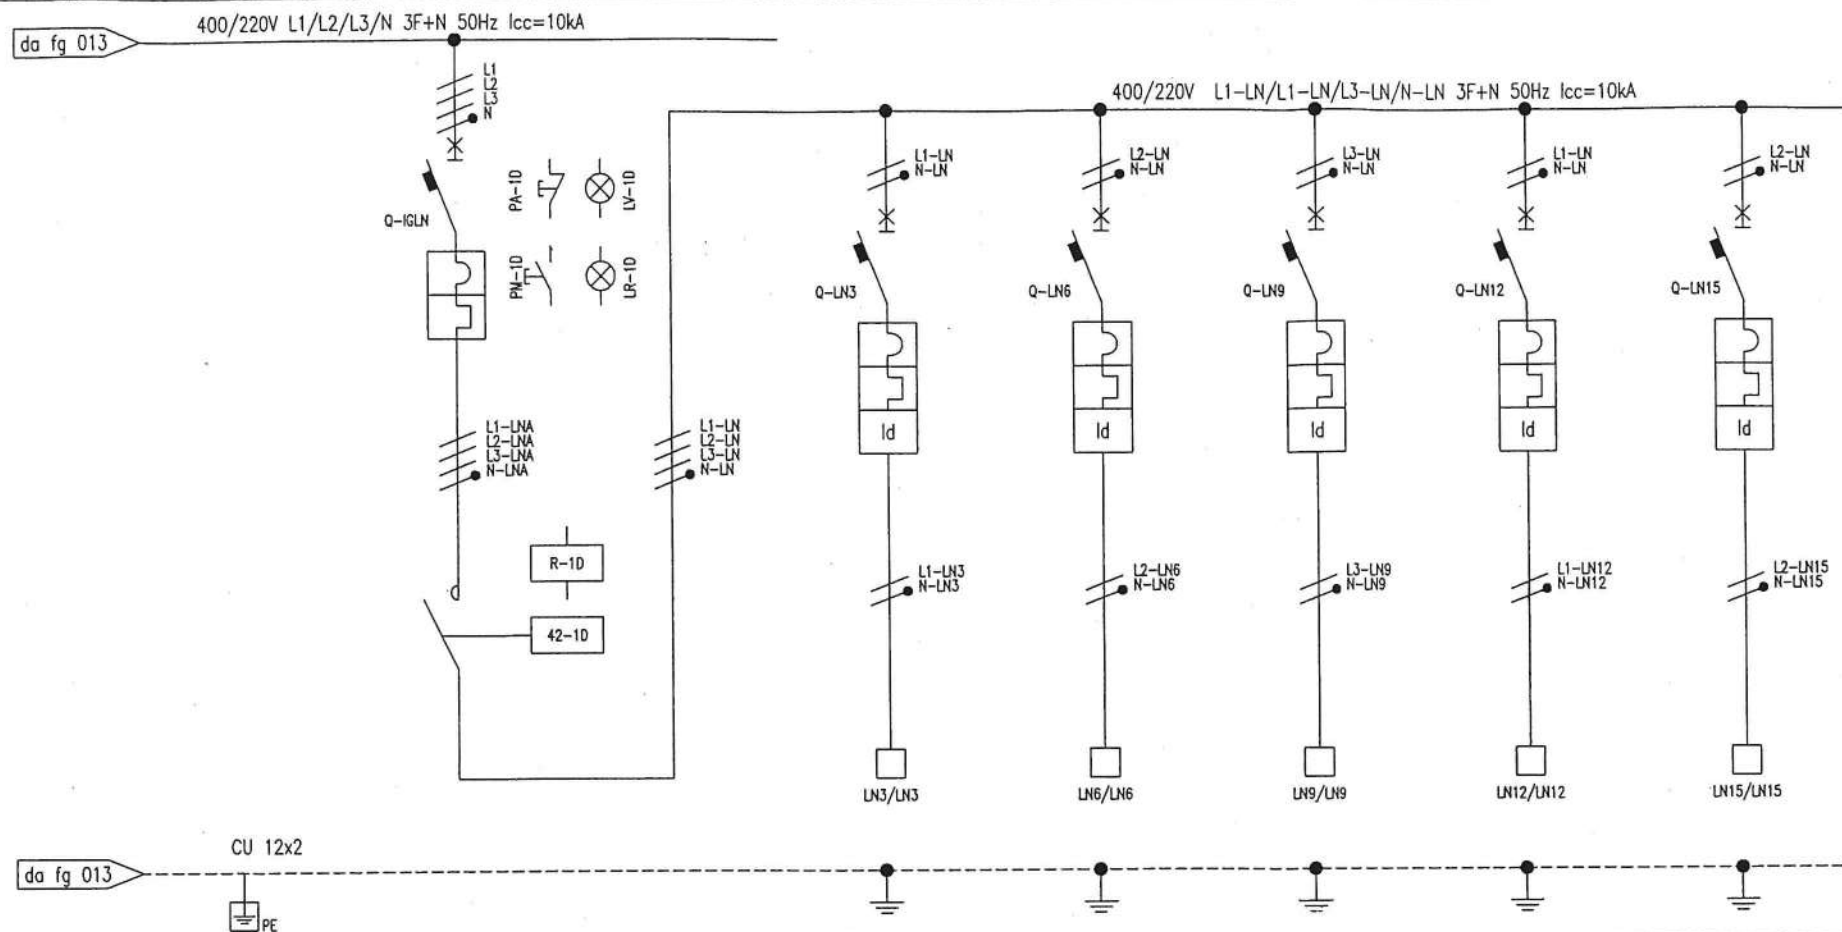 da fg 013
400/220V L1/L2/L3/N 3F+N 50Hz Icc=10kA
L1
L2
L3
N
Q-IGLN
PA-1D
LV-1D
PM-1D
LR-1D
L1-LNA
L2-LNA
L3-LNA
N-LNA
R-1D
42-1D
L1-LN
L2-LN
L3-LN
N-LN
400/220V L1-LN/L1-LN/L3-LN/N-LN 3F+N 50Hz Icc=10kA
L1-LN
N-LN
Q-LN3
Id
L1-LN3
N-LN3
LN3/LN3
L2-LN
N-LN
Q-LN6
Id
L2-LN6
N-LN6
LN6/LN6
L3-LN
N-LN
Q-LN9
Id
L3-LN9
N-LN9
LN9/LN9
L1-LN
N-LN
Q-LN12
Id
L1-LN12
N-LN12
LN12/LN12
L2-LN
N-LN
Q-LN15
Id
L2-LN15
N-LN15
LN15/LN15
da fg 013
CU 12x2
PE